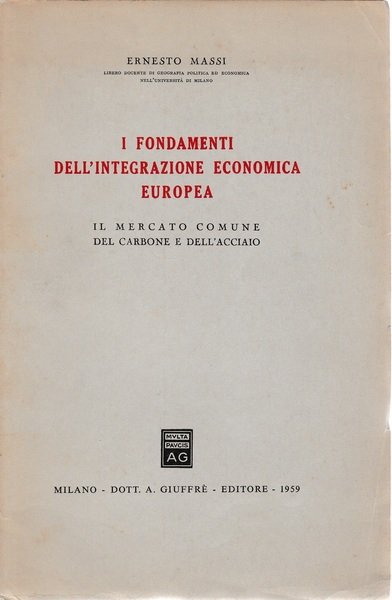 ERNESTO MASSI
LIBERO DOCENTE DI GEOGRAFIA POLITICA ED ECONOMICA
NELL'UNIVERSITÀ DI MILANO
I FONDAMENTI
DELL'INTEGRAZIONE ECONOMICA
EUROPEA
IL MERCATO COMUNE
DEL CARBONE E DELL'ACCIAIO
MVLTA
PAVCIS
AG
MILANO - DOTT. A. GIUFFRÈ - EDITORE - 1959